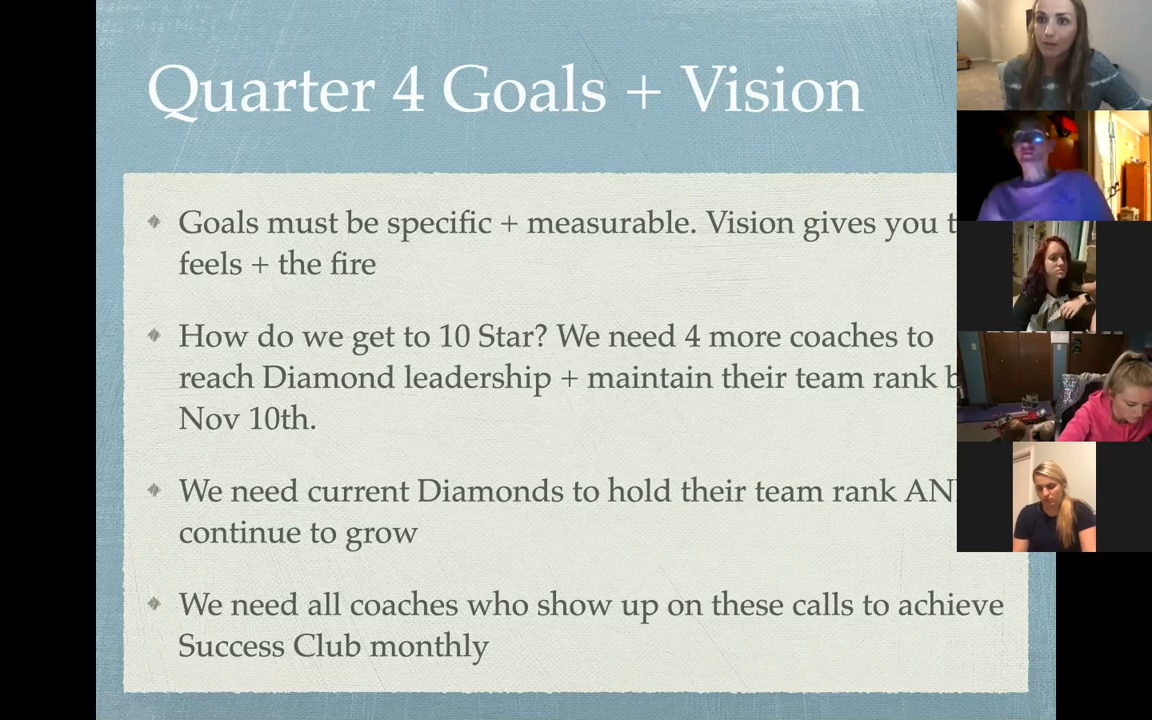 Quarter 4 Goals + Vision
Goals must be specific + measurable. Vision gives you
feels + the fire
How do we get to 10 Star? We need 4 more coaches to
reach Diamond leadership + maintain their team rank
Nov 10th.
We need current Diamonds to hold their team rank
continue to grow
We need all coaches who show up on these calls to achieve
Success Club monthly